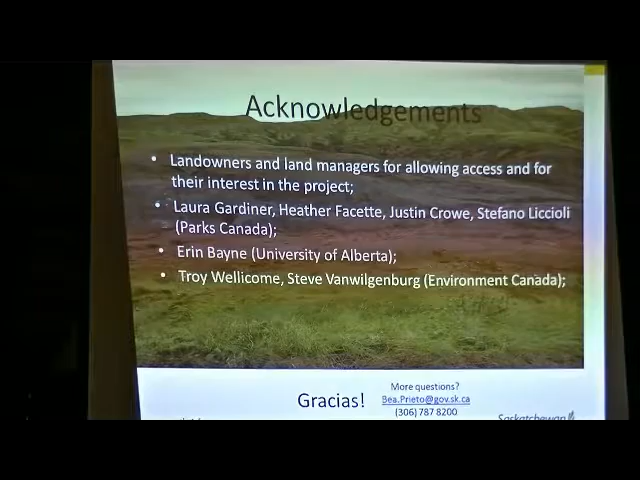 Acknowledgements
• Landowners and land managers for allowing access and for
their interest in the project;
• Laura Gardiner, Heather Facette, Justin Crowe, Stefano Liccioli
(Parks Canada);
• Erin Bayne (University of Alberta);
• Troy Wellicome, Steve Vanwilgenburg (Environment Canada);
More questions?
Gracias! Bea.Prieto@gov.sk.ca
(306) 787 8200
Saskatchewan